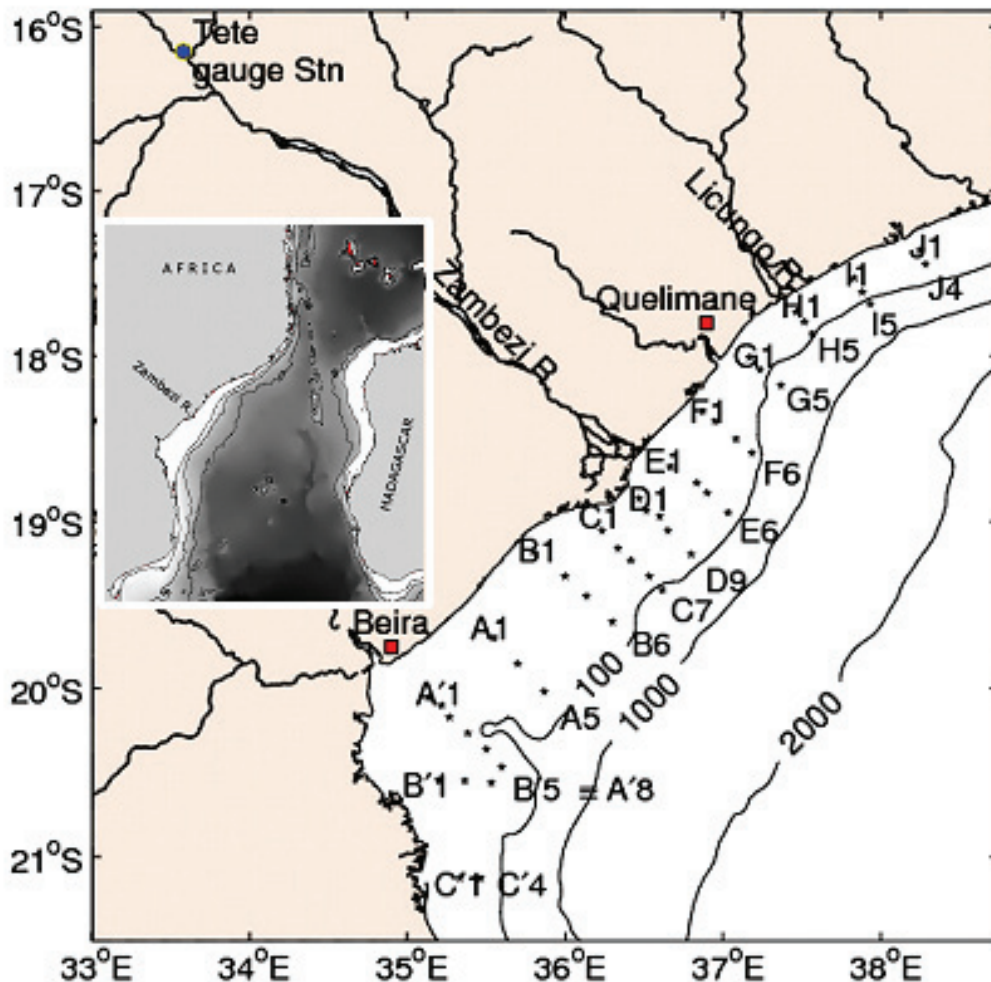 16°S
Tete
gauge Stn
17°S
Licungo R.
AFRICA
J1
I1
J4
Zambezi R.
Quelimane
H1
I5
18°S
G1
H5
Zambezi R.
G5
F1
MADAGASCAR
E1
F6
D1
19°S
C1
E6
B1
D9
C7
Beira
A1
B6
20°S
A'1
100
A5
1000
2000
B'1
B'5 ≡ A'8
21°S
C'1
C'4
33°E
34°E
35°E
36°E
37°E
38°E